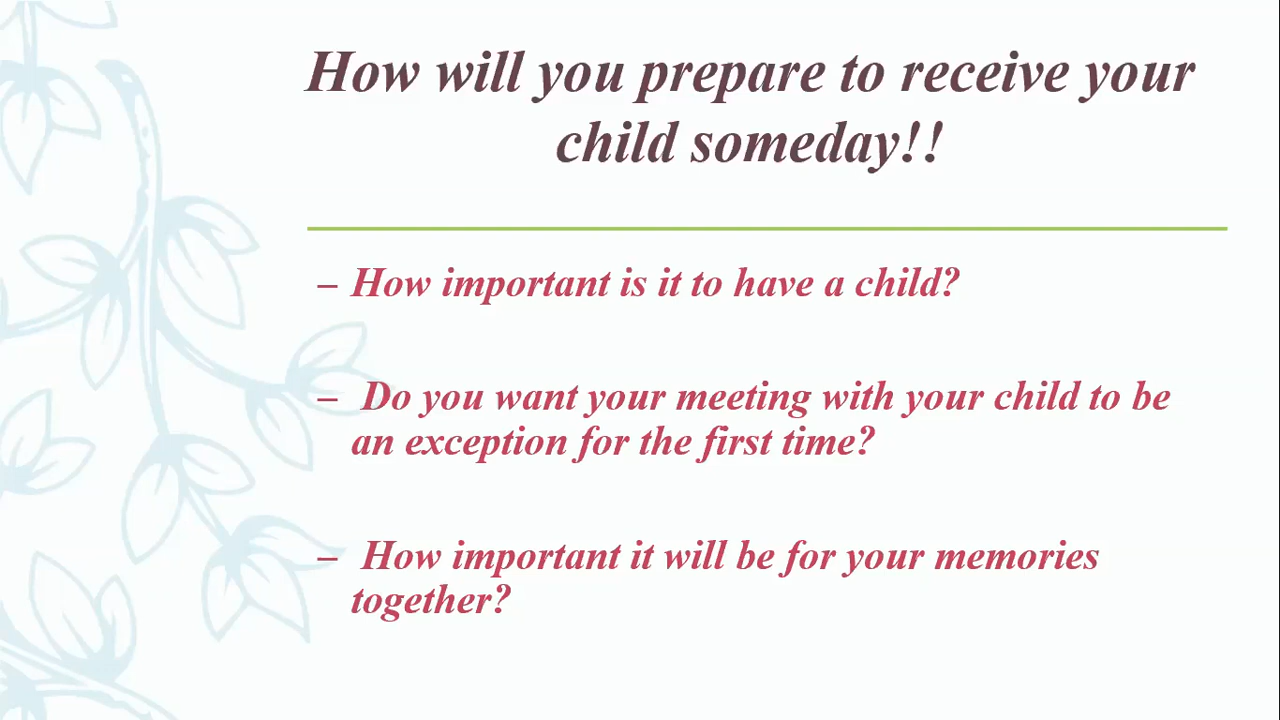 How will you prepare to receive your
child someday!!
– How important is it to have a child?
– Do you want your meeting with your child to be
an exception for the first time?
– How important it will be for your memories
together?